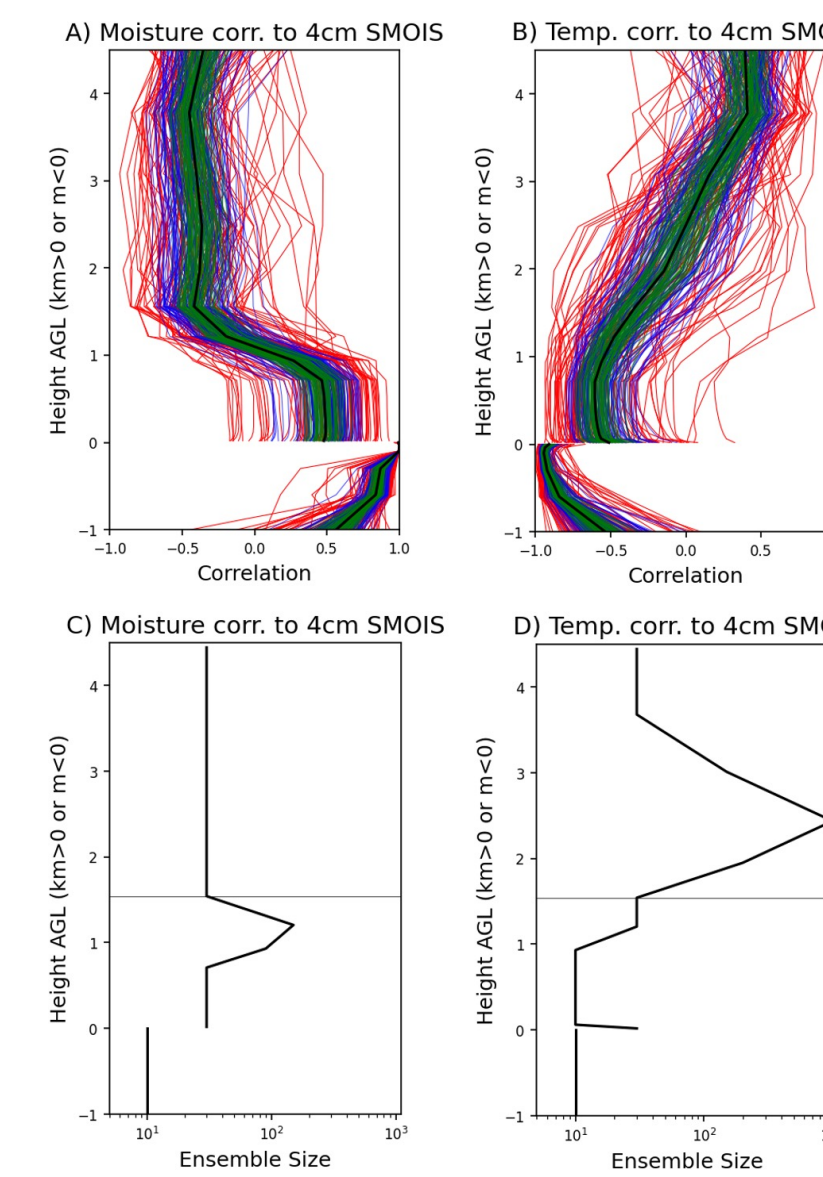 A) Moisture corr. to 4cm SMOIS
B) Temp. corr. to 4cm SMO
Height AGL (km>0 or m<0)
4
3
2
1
0
−1
−1.0 −0.5 0.0 0.5 1.0
Correlation
Height AGL (km>0 or m<0)
4
3
2
1
0
−1
−1.0 −0.5 0.0 0.5
Correlation
C) Moisture corr. to 4cm SMOIS
D) Temp. corr. to 4cm SM
Height AGL (km>0 or m<0)
4
3
2
1
0
−1
10¹ 10² 10³
Ensemble Size
Height AGL (km>0 or m<0)
4
3
2
1
0
−1
10¹ 10²
Ensemble Size